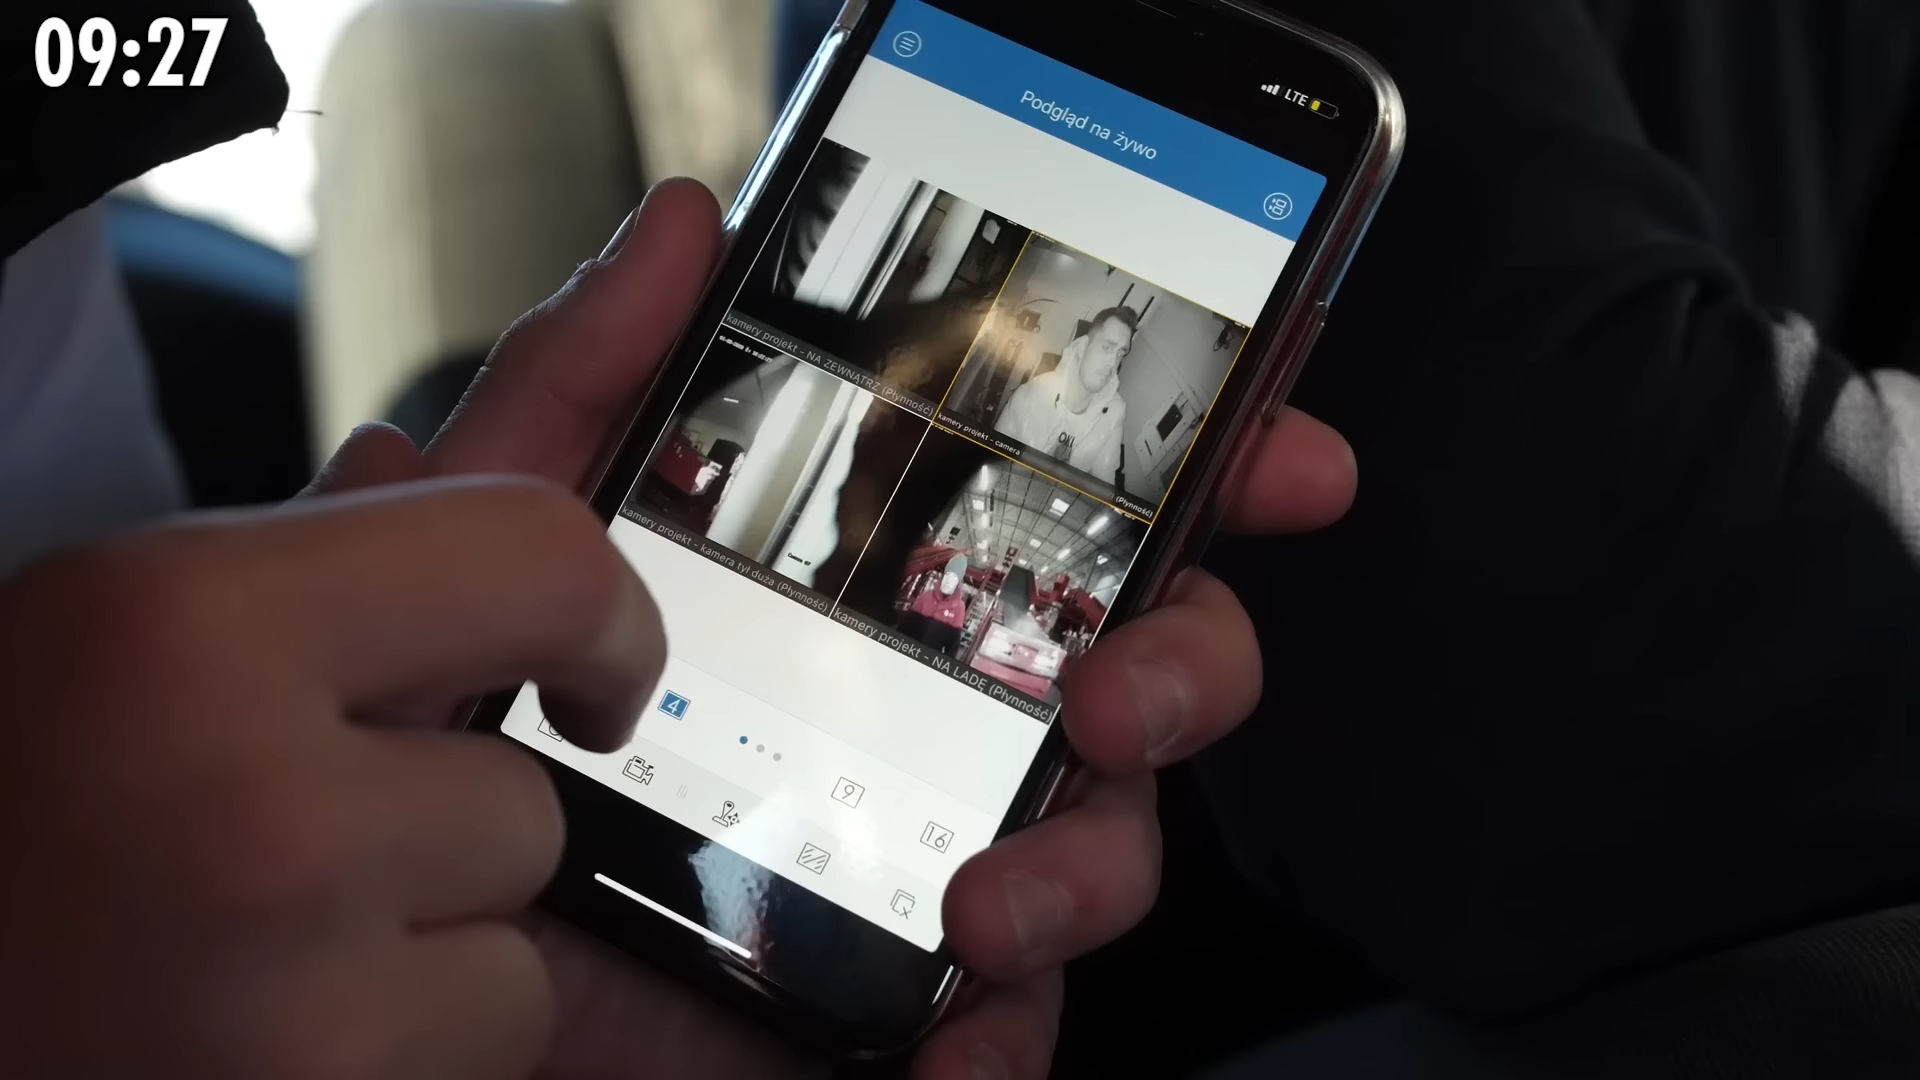 09:27
LTE
Podgląd na żywo
kamery projekt - NA ZEWNĄTRZ (Płynność)
kamery projekt - camera
(Płynność)
kamery projekt - kamera tył duża (Płynność)
kamery projekt - NA LADĘ (Płynność)
4
9
16